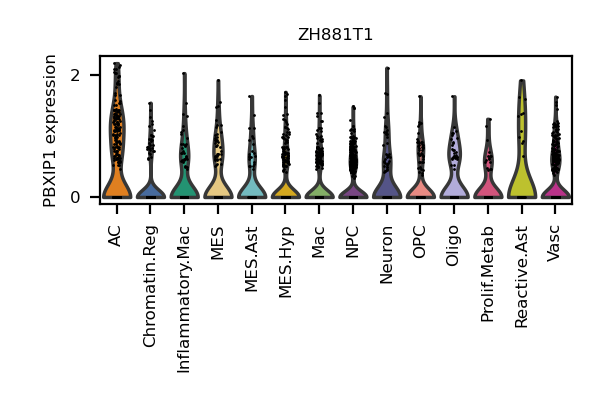 ZH881T1
PBXIP1 expression
2
0
AC
Chromatin.Reg
Inflammatory.Mac
MES
MES.Ast
MES.Hyp
Mac
NPC
Neuron
OPC
Oligo
Prolif.Metab
Reactive.Ast
Vasc